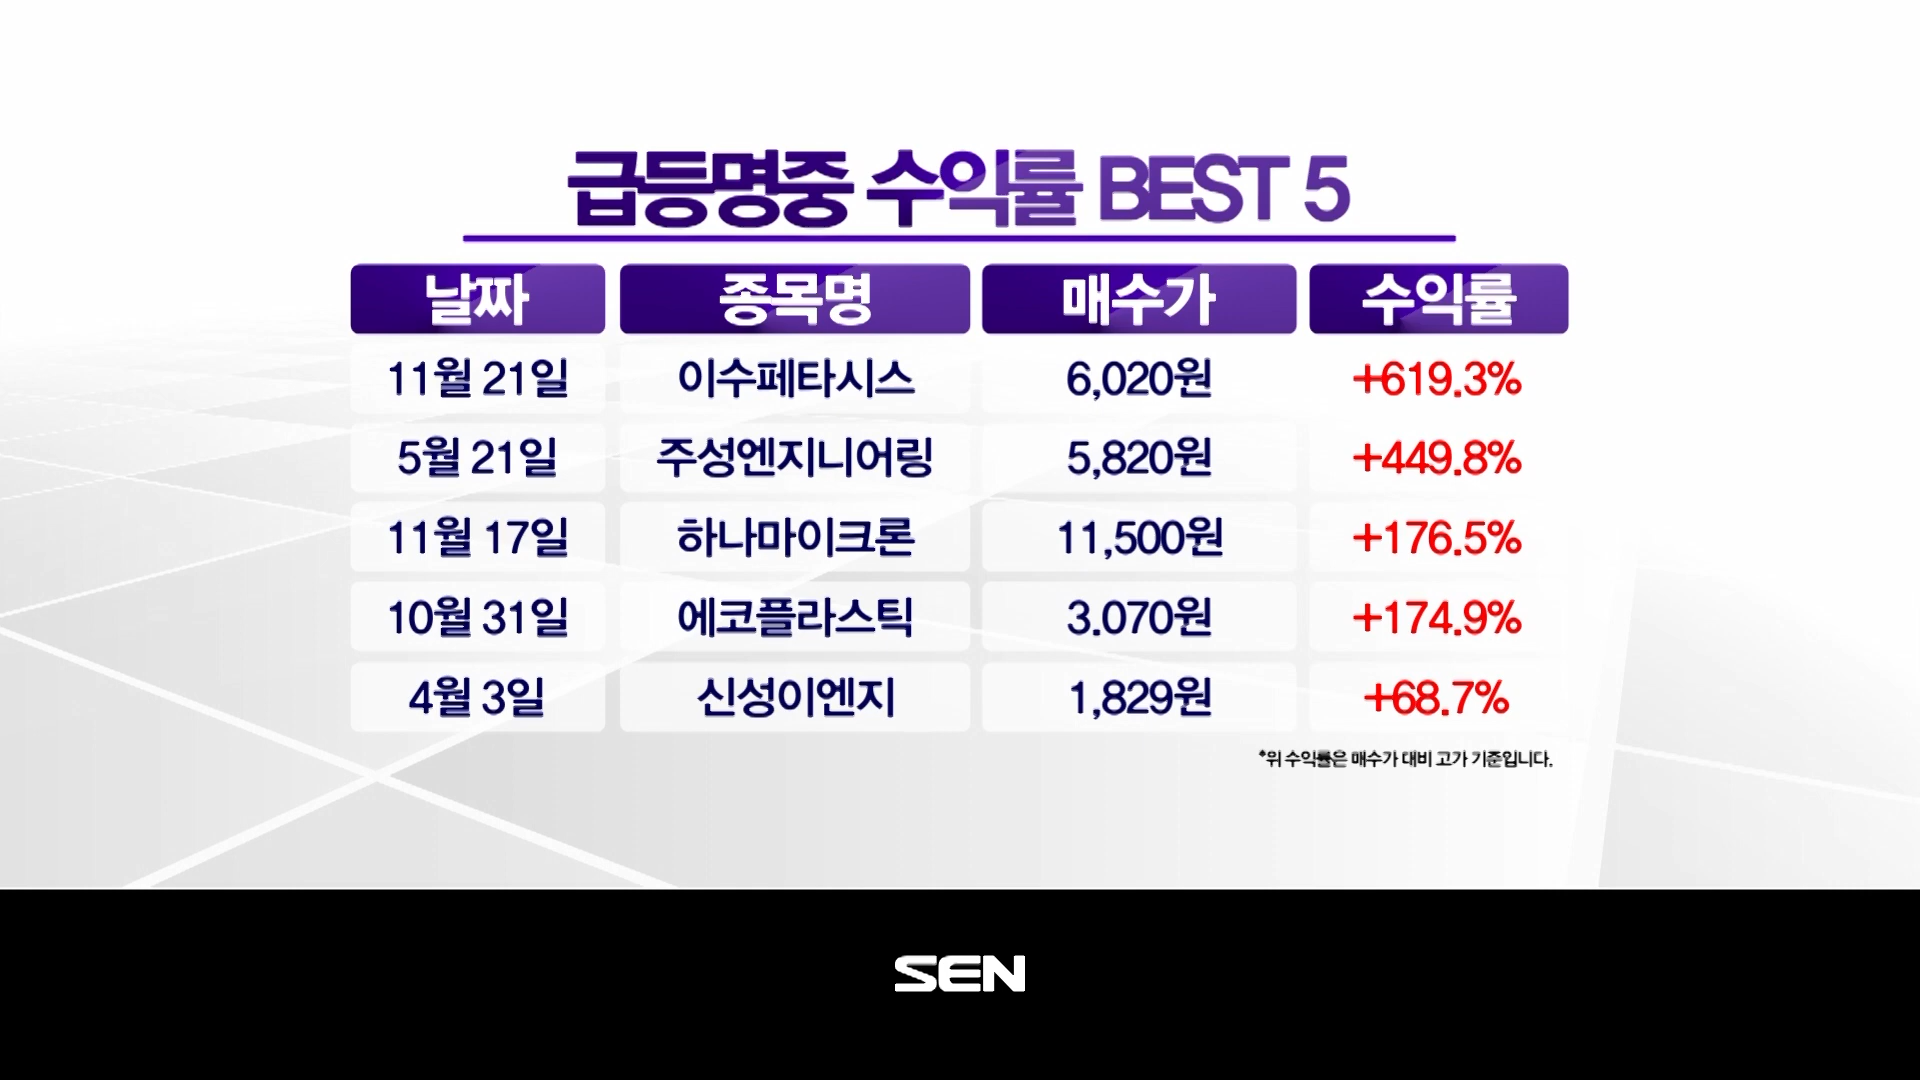 급등명중 수익률 BEST 5
날짜 종목명 매수가 수익률
11월 21일 이수페타시스 6,020원 +619.3%
5월 21일 주성엔지니어링 5,820원 +449.8%
11월 17일 하나마이크론 11,500원 +176.5%
10월 31일 에코플라스틱 3.070원 +174.9%
4월 3일 신성이엔지 1,829원 +68.7%
*위 수익률은 매수가 대비 고가 기준입니다.
SEN